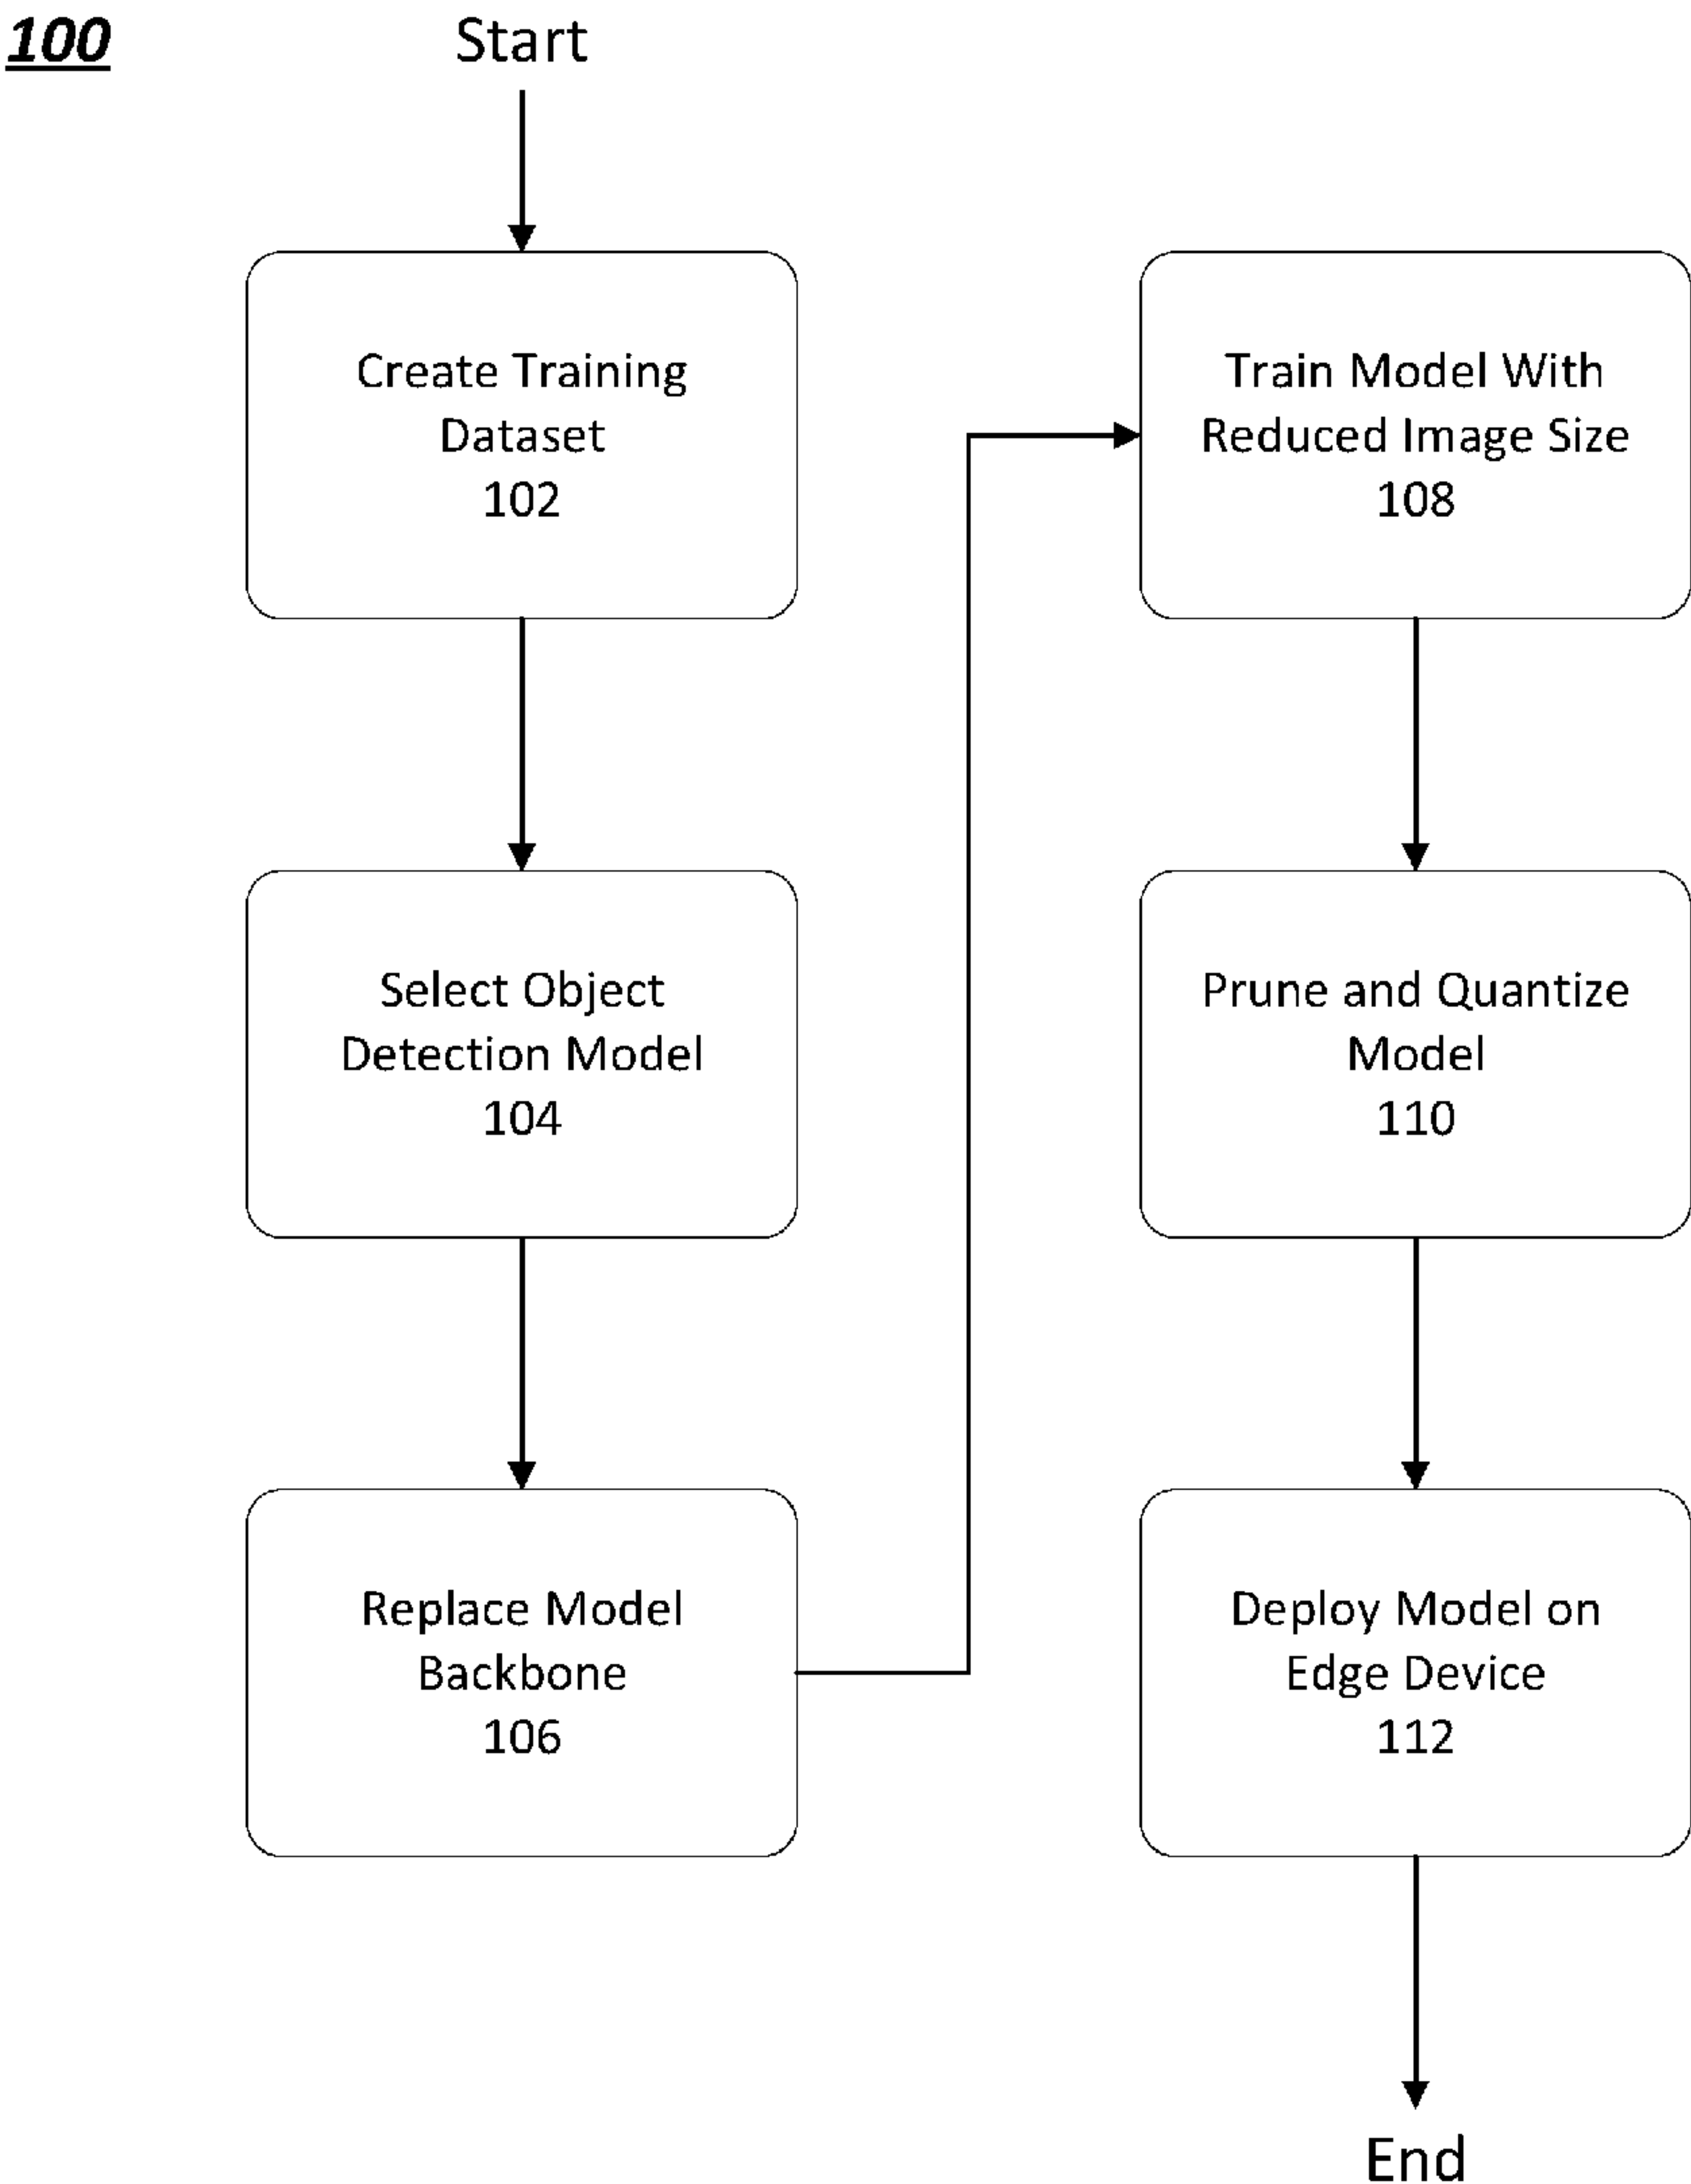 100
Start
Create Training
Dataset
102
Select Object
Detection Model
104
Replace Model
Backbone
106
Train Model With
Reduced Image Size
108
Prune and Quantize
Model
110
Deploy Model on
Edge Device
112
End